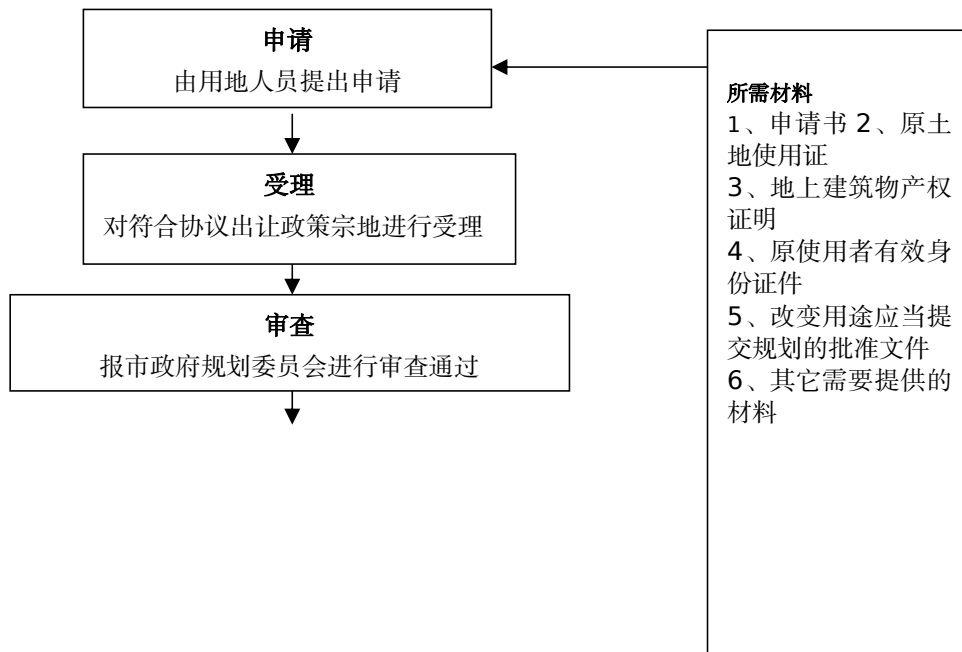 申请
由用地人员提出申请
受理
对符合协议出让政策宗地进行受理
审查
报市政府规划委员会进行审查通过
所需材料
1、申请书 2、原土
地使用证
3、地上建筑物产权
证明
4、原使用者有效身
份证件
5、改变用途应当提
交规划的批准文件
6、其它需要提供的
材料